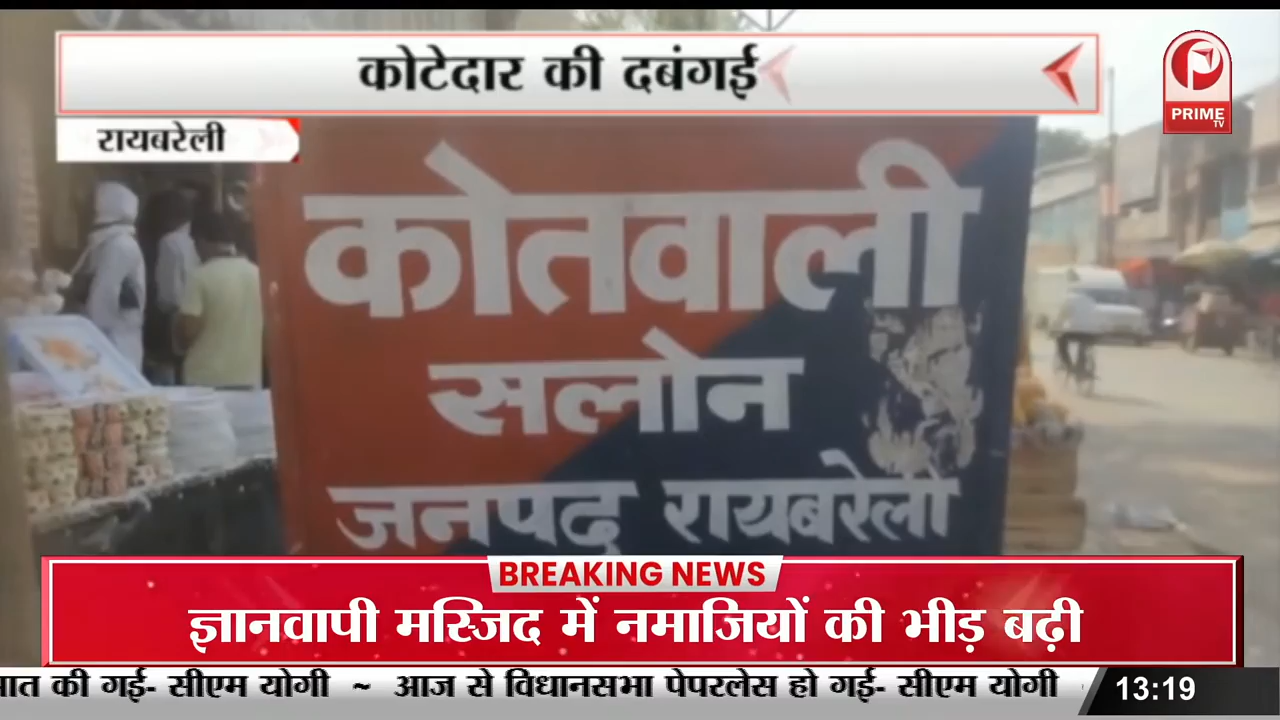 कोटेदार की दबंगई
PRIME
TV
रायबरेली
कोतवाली
सलोन
जनपद रायबरेली
BREAKING NEWS
ज्ञानवापी मस्जिद में नमाजियों की भीड़ बढ़ी
की गई- सीएम योगी ~ आज से विधानसभा पेपरलेस हो गई- सीएम योगी
13:19